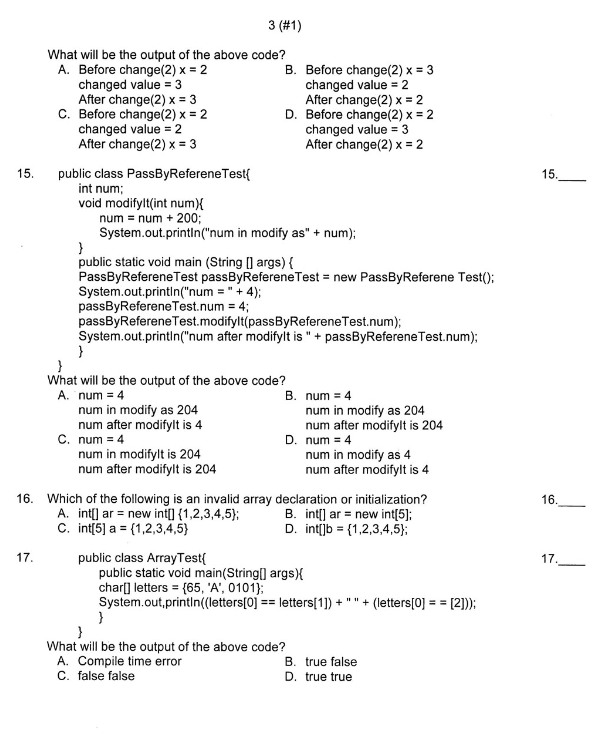 3 (#1)
What will be the output of the above code?
A. Before change(2) x = 2
changed value = 3
After change(2) x = 3
B. Before change(2) x = 3
changed value = 2
After change(2) x = 2
C. Before change(2) x = 2
changed value = 2
After change(2) x = 3
D. Before change(2) x = 2
changed value = 3
After change(2) x = 2
15. public class PassByRefereneTest{ 15.____
int num;
void modifyIt(int num){
num = num + 200;
System.out.println("num in modify as" + num);
}
public static void main (String [] args) {
PassByRefereneTest passByRefereneTest = new PassByReferene Test();
System.out.println("num = " + 4);
passByRefereneTest.num = 4;
passByRefereneTest.modifyIt(passByRefereneTest.num);
System.out.println("num after modifyIt is " + passByRefereneTest.num);
}
}
What will be the output of the above code?
A. num = 4
num in modify as 204
num after modifyIt is 4
B. num = 4
num in modify as 204
num after modifyIt is 204
C. num = 4
num in modifyIt is 204
num after modifyIt is 204
D. num = 4
num in modify as 4
num after modifyIt is 4
16. Which of the following is an invalid array declaration or initialization? 16.____
A. int[] ar = new int[] {1,2,3,4,5};
B. int[] ar = new int[5];
C. int[5] a = {1,2,3,4,5}
D. int[]b = {1,2,3,4,5};
17. public class ArrayTest{ 17.____
public static void main(String[] args){
char[] letters = {65, 'A', 0101};
System.out,println((letters[0] == letters[1]) + " " + (letters[0] = = [2]));
}
}
What will be the output of the above code?
A. Compile time error
B. true false
C. false false
D. true true